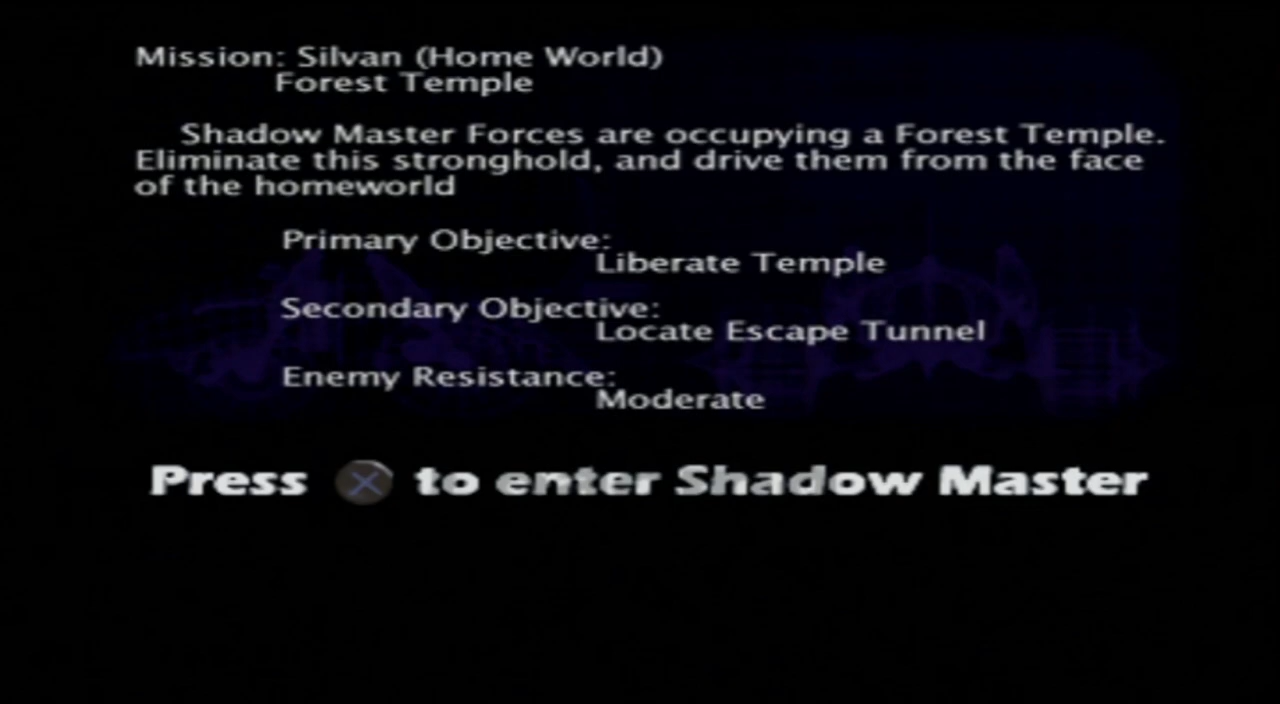 Mission: Silvan (Home World)
Forest Temple
Shadow Master Forces are occupying a Forest Temple.
Eliminate this stronghold, and drive them from the face
of the homeworld
Primary Objective:
Liberate Temple
Secondary Objective:
Locate Escape Tunnel
Enemy Resistance:
Moderate
Press X to enter Shadow Master